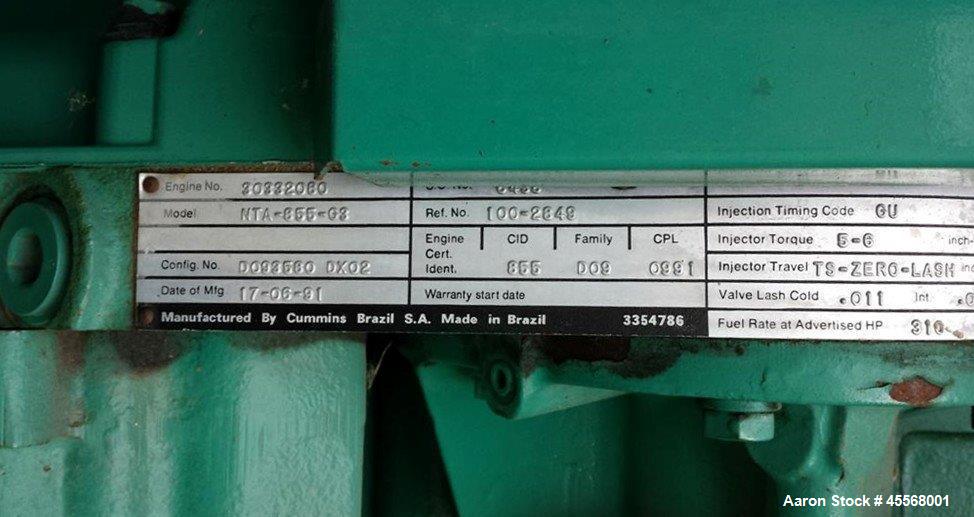 Engine No. 30332060
Model NTA-855-G3
Ref. No. 100-2849
Engine Cert. Ident. CID 855 Family D09 CPL 0991
Config. No. D093560 DX02
Date of Mfg 17-06-91
Warranty start date
Manufactured By Cummins Brazil S.A. Made in Brazil 3354786
Injection Timing Code GU
Injector Torque 5-6 inch-
Injector Travel TS-ZERO-LASH
Valve Lash Cold .011 Int.
Fuel Rate at Advertised HP 310
Aaron Stock # 45568001